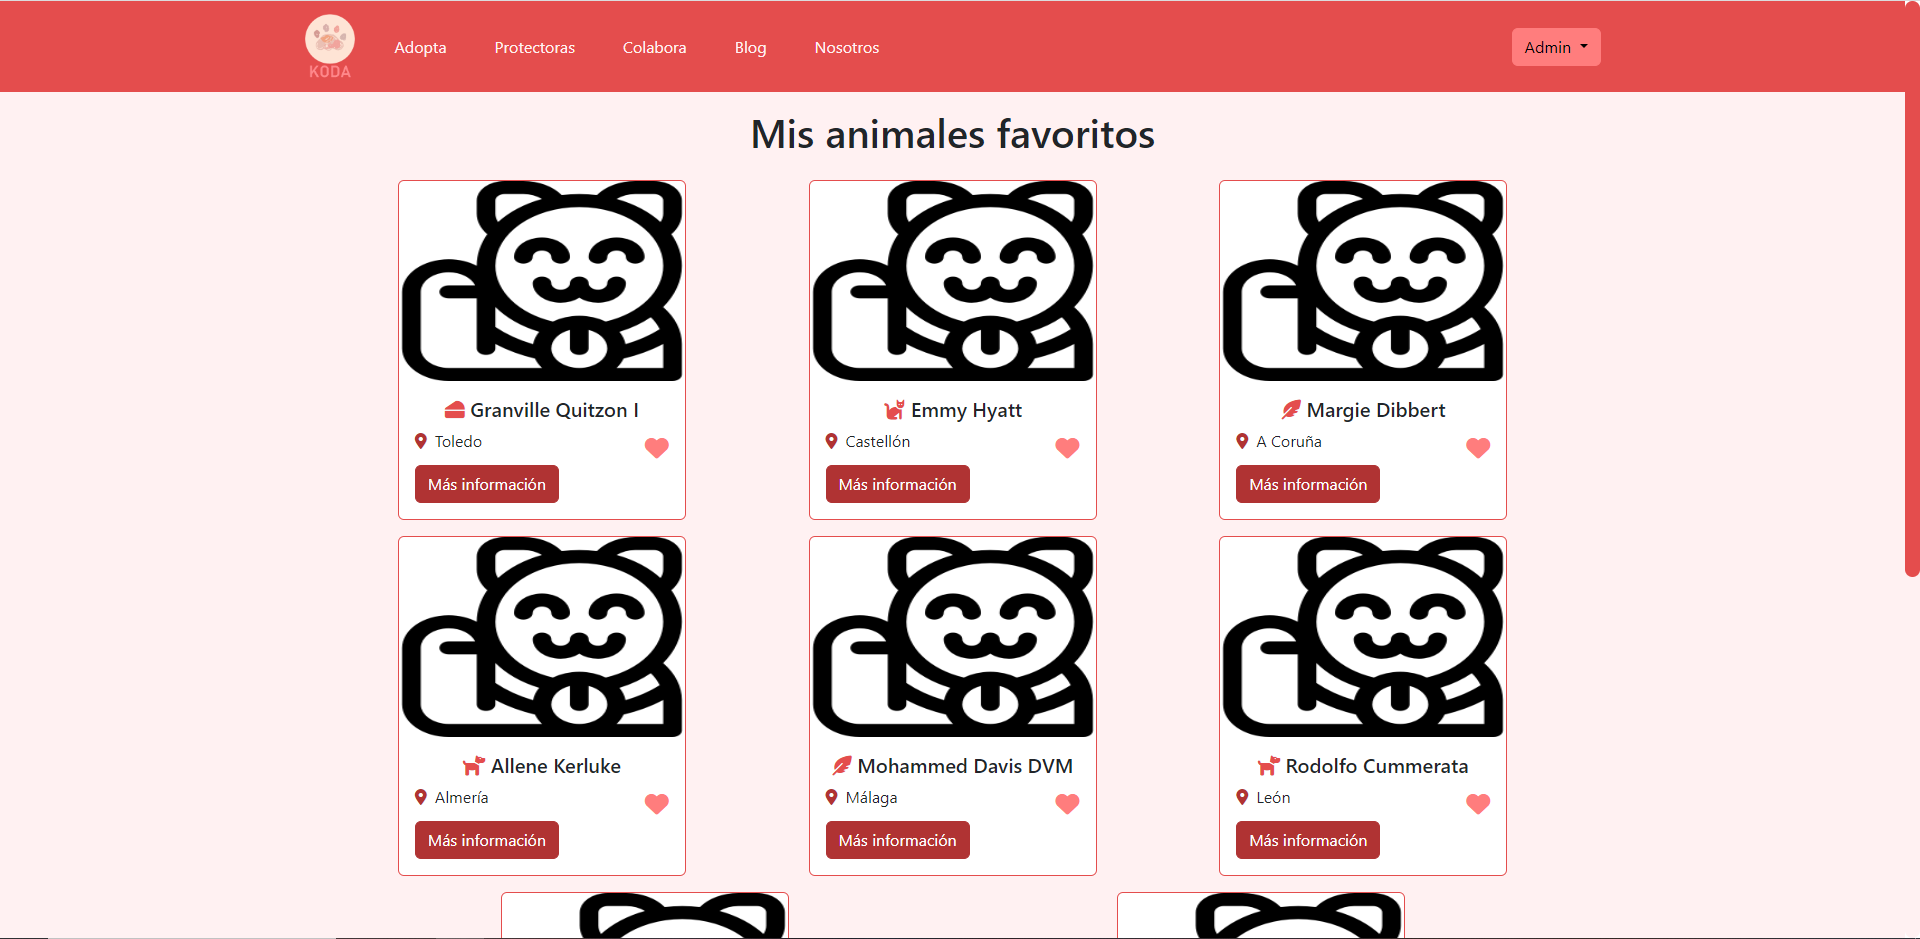 KODA
Adopta
Protectoras
Colabora
Blog
Nosotros
Admin
Mis animales favoritos
Granville Quitzon I
Toledo
Más información
Emmy Hyatt
Castellón
Más información
Margie Dibbert
A Coruña
Más información
Allene Kerluke
Almería
Más información
Mohammed Davis DVM
Málaga
Más información
Rodolfo Cummerata
León
Más información